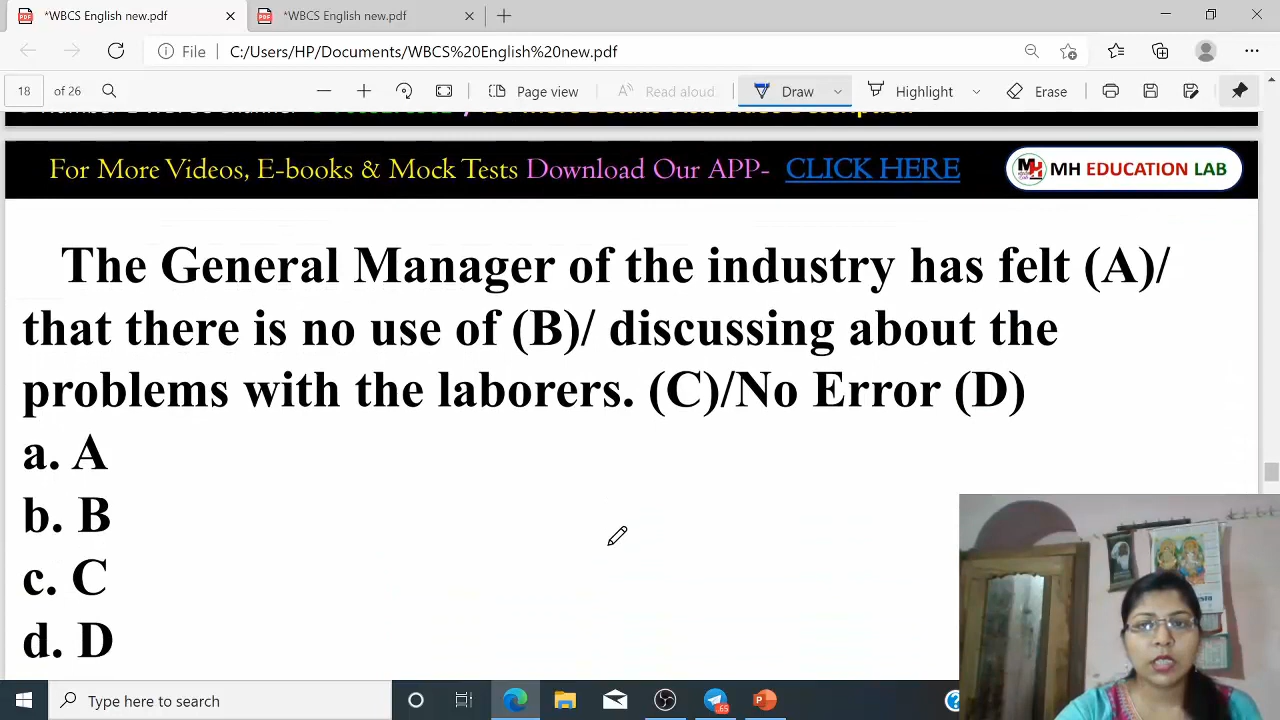 *WBCS English new.pdf
*WBCS English new.pdf
File
C:/Users/HP/Documents/WBCS%20English%20new.pdf
18 of 26
Page view
Read aloud
Draw
Highlight
Erase
For More Videos, E-books & Mock Tests Download Our APP- CLICK HERE
MH EDUCATION LAB
The General Manager of the industry has felt (A)/
that there is no use of (B)/ discussing about the
problems with the laborers. (C)/No Error (D)
a. A
b. B
c. C
d. D
Type here to search